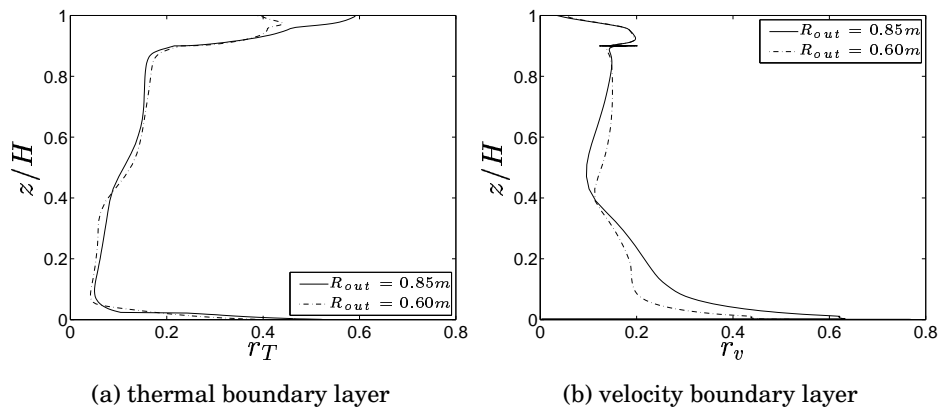 1
0.8
0.6
0.4
0.2
0
z/H
R_out = 0.85m
R_out = 0.60m
0 0.2 0.4 0.6 0.8
r_T
(a) thermal boundary layer
1
0.8
0.6
0.4
0.2
0
z/H
R_out = 0.85m
R_out = 0.60m
0 0.2 0.4 0.6 0.8
r_v
(b) velocity boundary layer